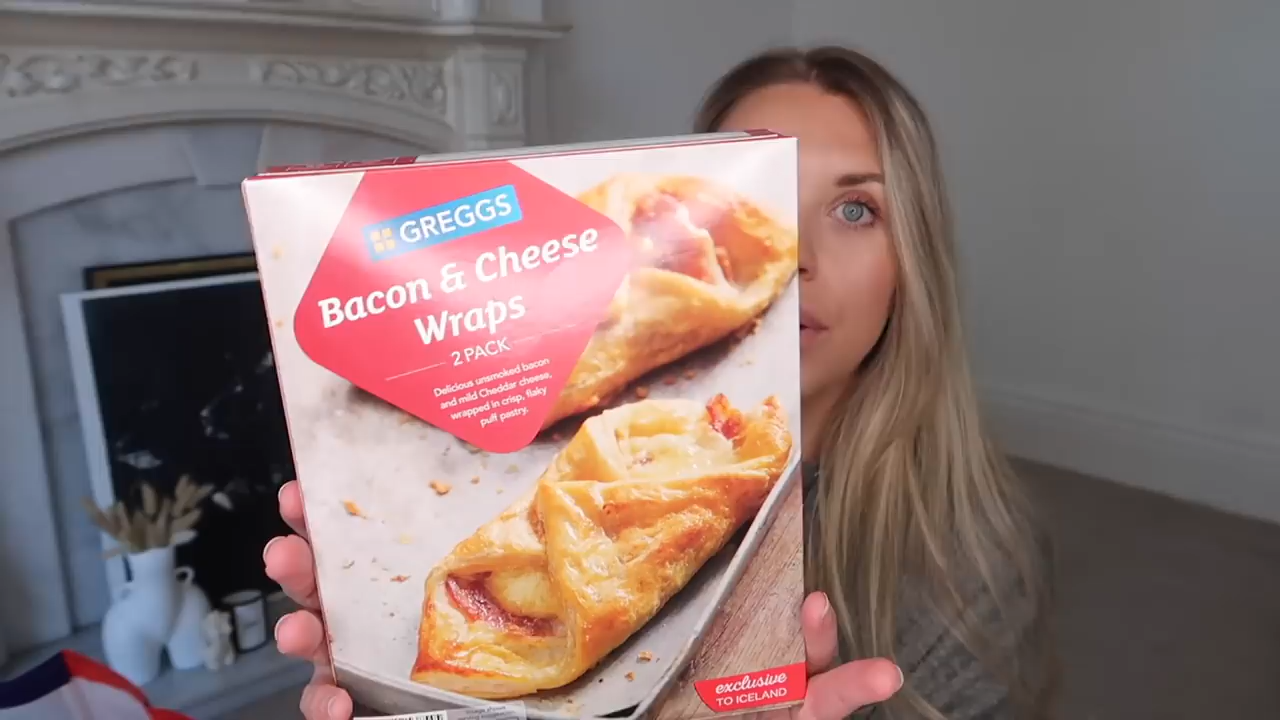 GREGGS
Bacon & Cheese
Wraps
2 PACK
Delicious unsmoked bacon
and mild Cheddar cheese,
wrapped in crisp, flaky
puff pastry.
exclusive
TO ICELAND